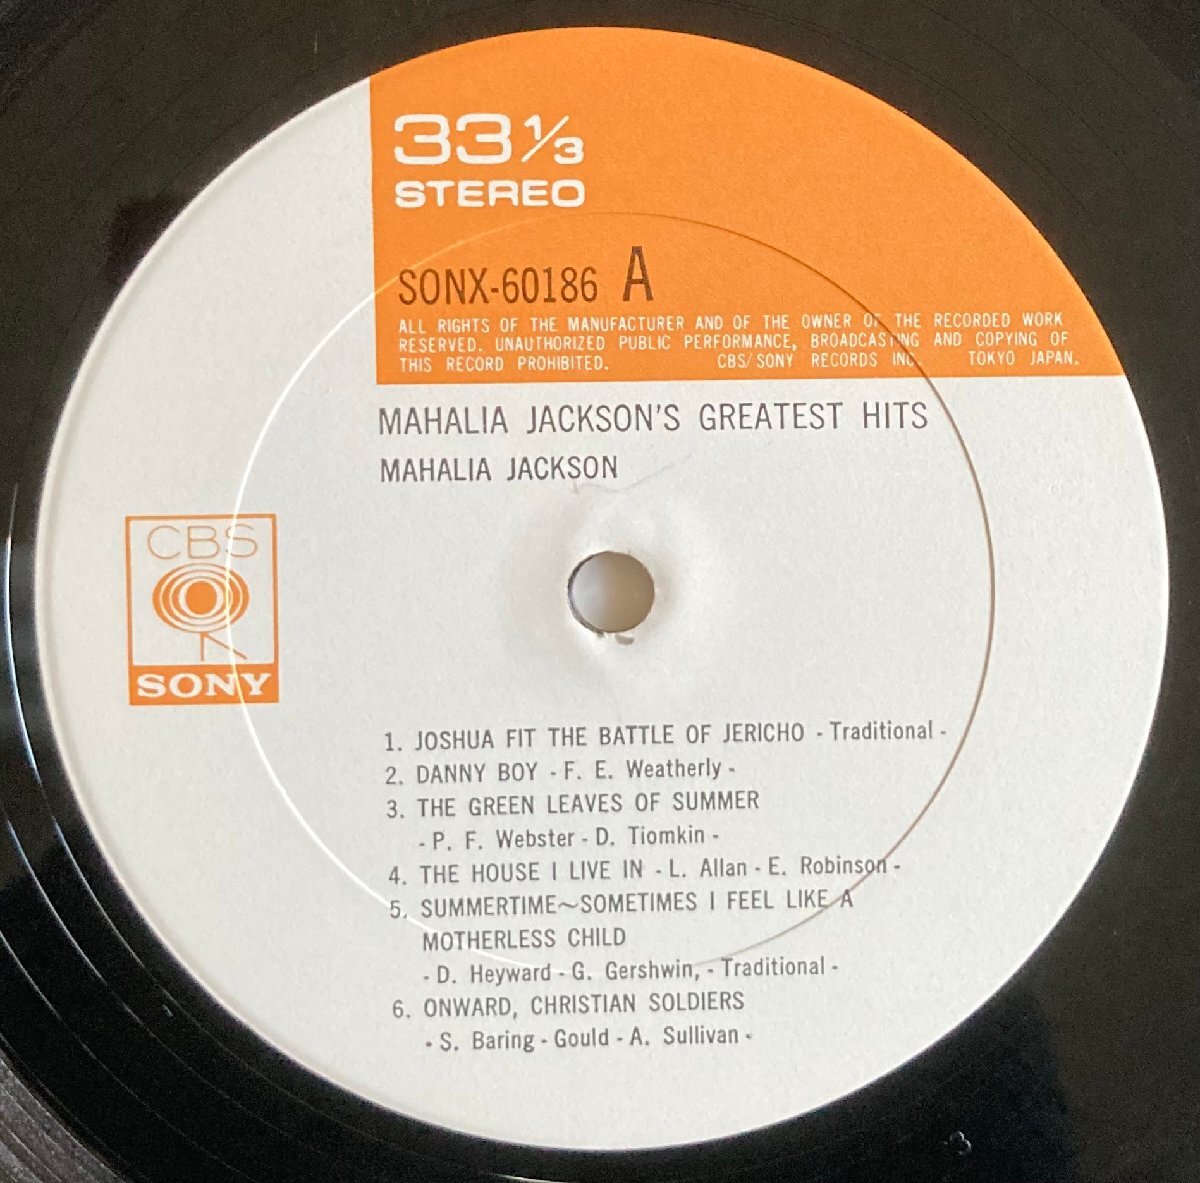 33 1/3
STEREO
SONX-60186 A
ALL RIGHTS OF THE MANUFACTURER AND OF THE OWNER OF THE RECORDED WORK
RESERVED. UNAUTHORIZED PUBLIC PERFORMANCE, BROADCASTING AND COPYING OF
THIS RECORD PROHIBITED. CBS/SONY RECORDS INC. TOKYO JAPAN.
MAHALIA JACKSON'S GREATEST HITS
MAHALIA JACKSON
CBS
SONY
1. JOSHUA FIT THE BATTLE OF JERICHO - Traditional -
2. DANNY BOY - F. E. Weatherly -
3. THE GREEN LEAVES OF SUMMER
- P. F. Webster - D. Tiomkin -
4. THE HOUSE I LIVE IN - L. Allan - E. Robinson -
5. SUMMERTIME~SOMETIMES I FEEL LIKE A
MOTHERLESS CHILD
- D. Heyward - G. Gershwin, - Traditional -
6. ONWARD, CHRISTIAN SOLDIERS
- S. Baring - Gould - A. Sullivan -
3